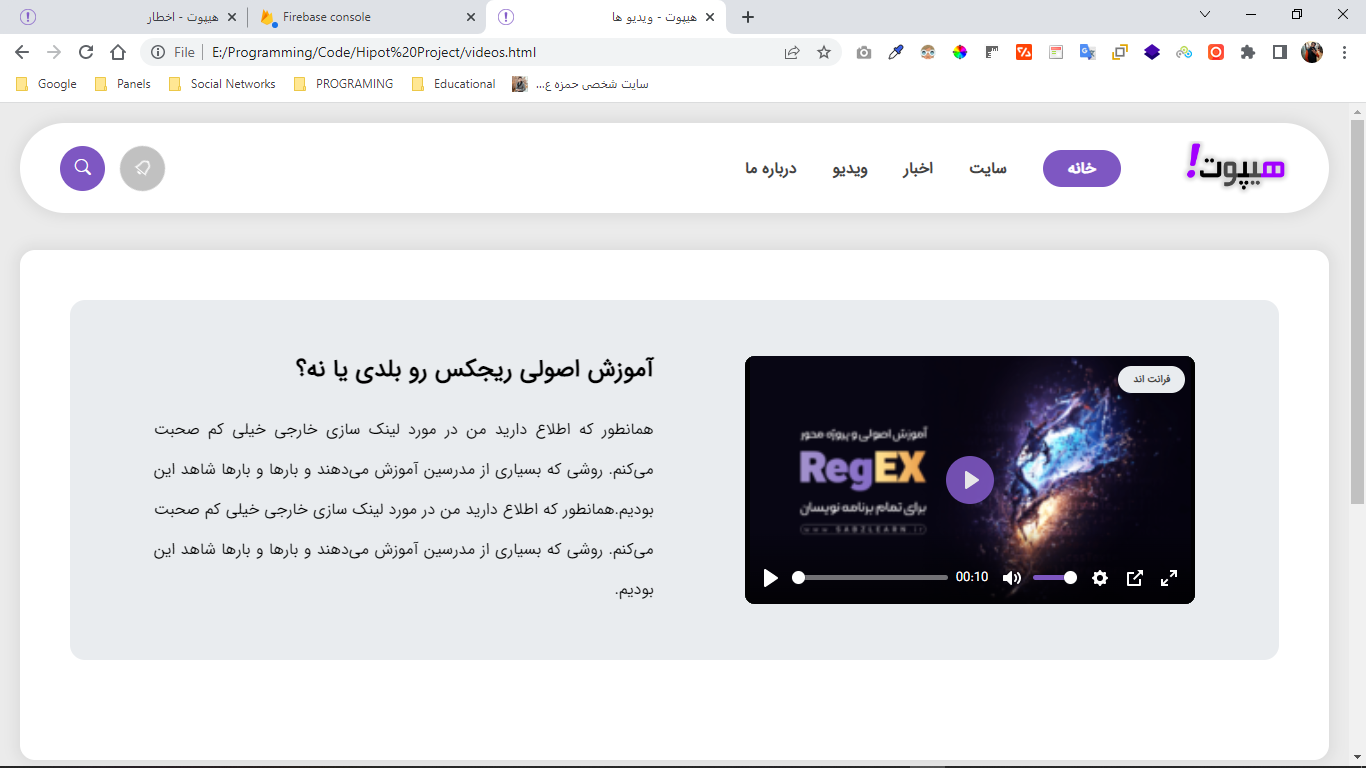 هیپوت - اخطار
Firebase console
هیپوت - ویدیو ها
File
E:/Programming/Code/Hipot%20Project/videos.html
Google
Panels
Social Networks
PROGRAMING
Educational
سایت شخصی حمزه ع...
هیپوت!
خانه
سایت
اخبار
ویدیو
درباره ما
فرانت اند
آموزش اصولی و پروژه محور
RegEX
برای تمام برنامه نویسان
www.SABZLEARN.ir
00:10
آموزش اصولی ریجکس رو بلدی یا نه؟
همانطور که اطلاع دارید من در مورد لینک سازی خارجی خیلی کم صحبت
می‌کنم. روشی که بسیاری از مدرسین آموزش می‌دهند و بارها و بارها شاهد این
بودیم.همانطور که اطلاع دارید من در مورد لینک سازی خارجی خیلی کم صحبت
می‌کنم. روشی که بسیاری از مدرسین آموزش می‌دهند و بارها و بارها شاهد این
بودیم.